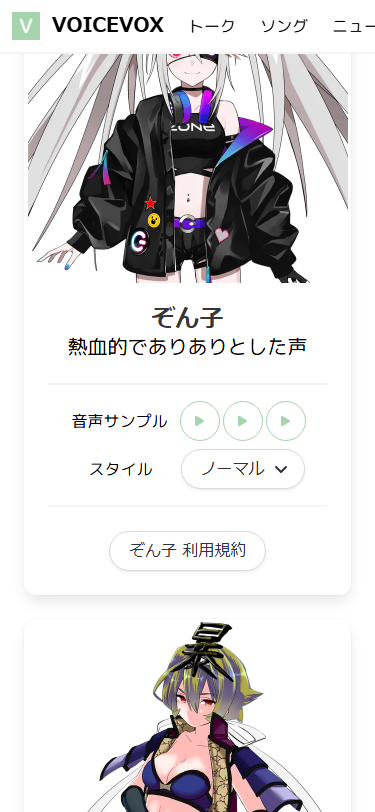 V VOICEVOX トーク ソング ニュー
ZONE
ぞん子
熱血的でありありとした声
音声サンプル
スタイル ノーマル
ぞん子 利用規約
暴